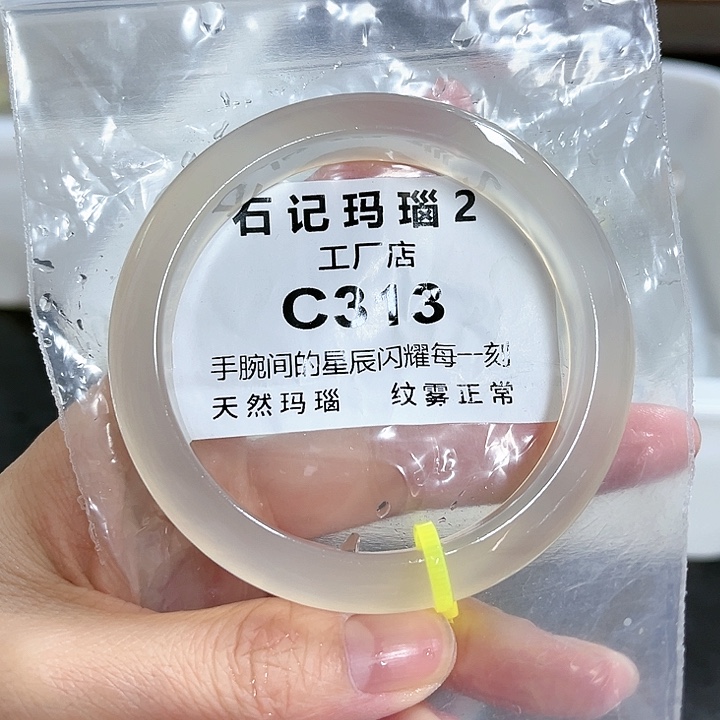 石记玛瑙2
工厂店
C313
手腕间的星辰闪耀每一刻
天然玛瑙 纹雾正常